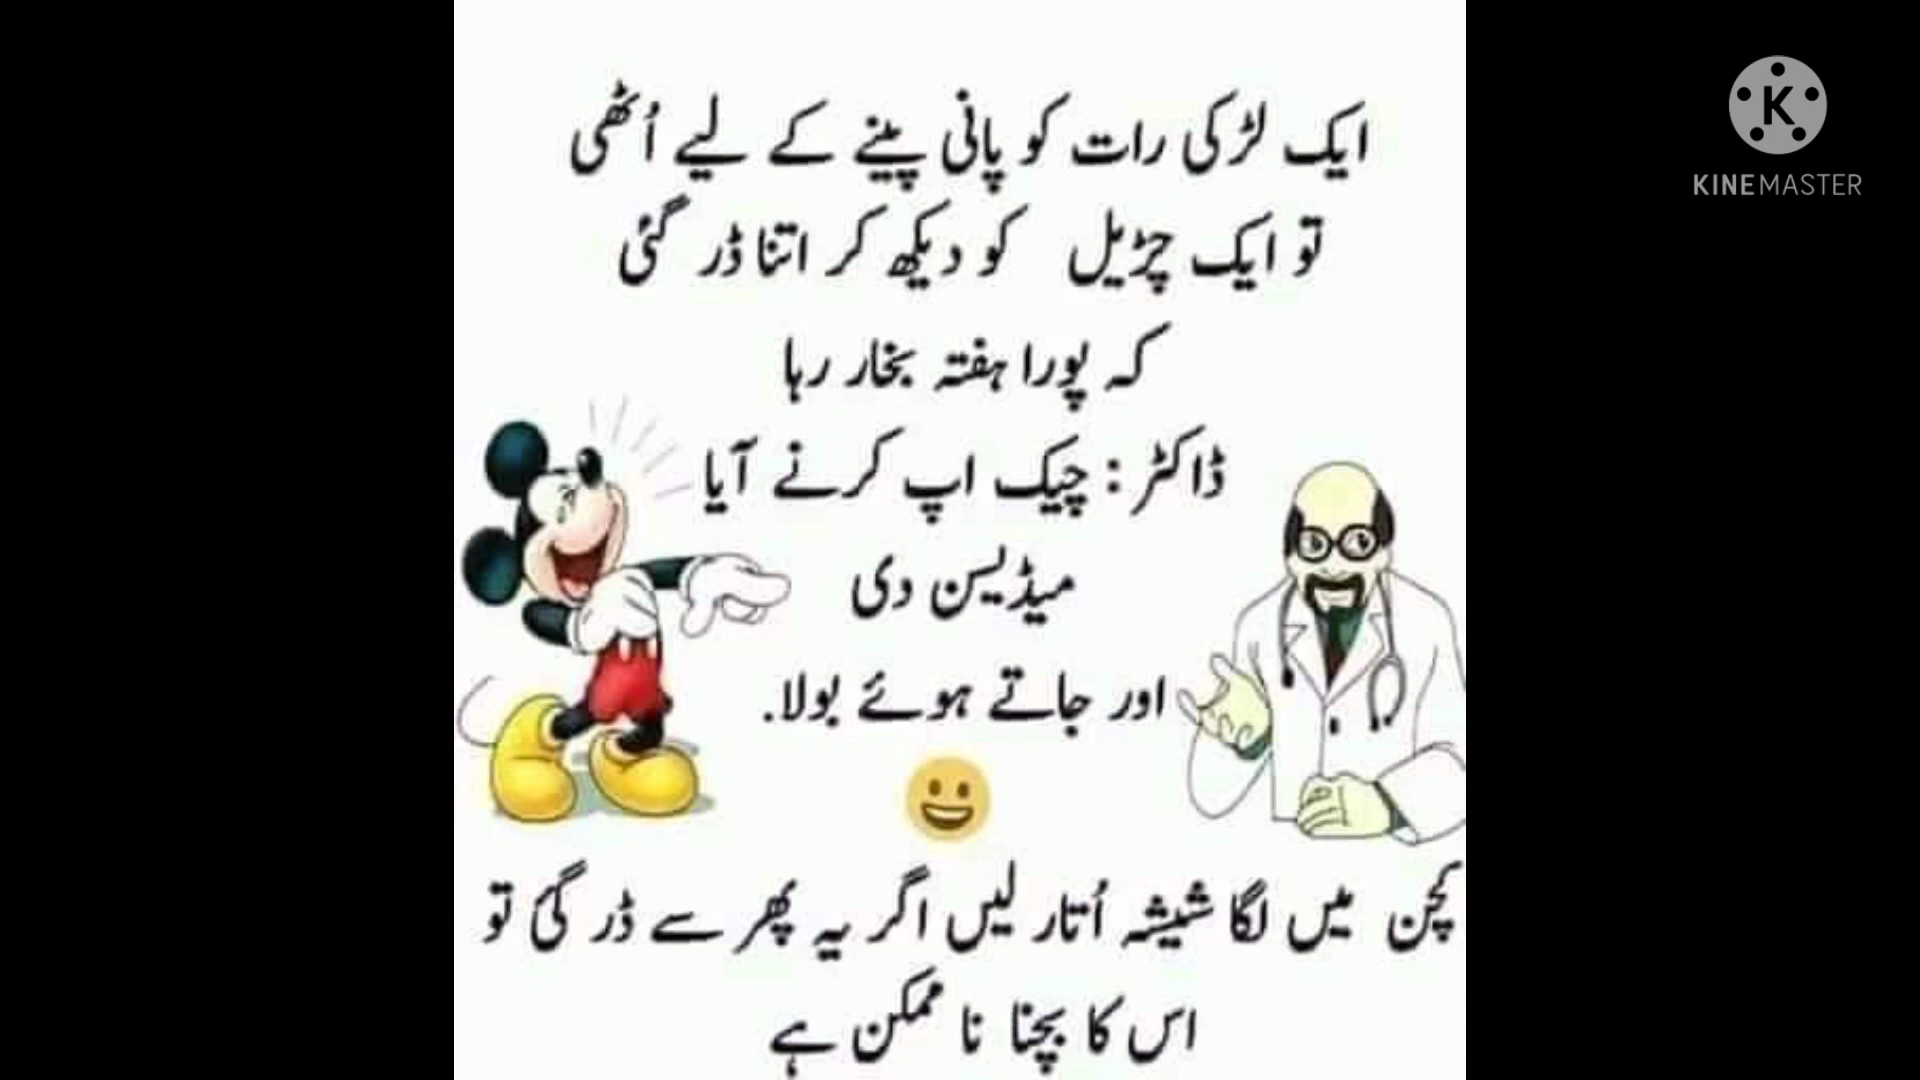 ایک لڑکی رات کو پانی پینے کے لیے اُٹھی
تو ایک چڑیل کو دیکھ کر اتنا ڈر گئی
کہ پورا ہفتہ بخار رہا
ڈاکٹر : چیک اپ کرنے آیا
میڈیسن دی
اور جاتے ہوئے بولا.
کچن میں لگا شیشہ اُتار لیں اگر یہ پھر سے ڈر گئ تو
اس کا بچنا نا ممکن ہے
K
KINEMASTER